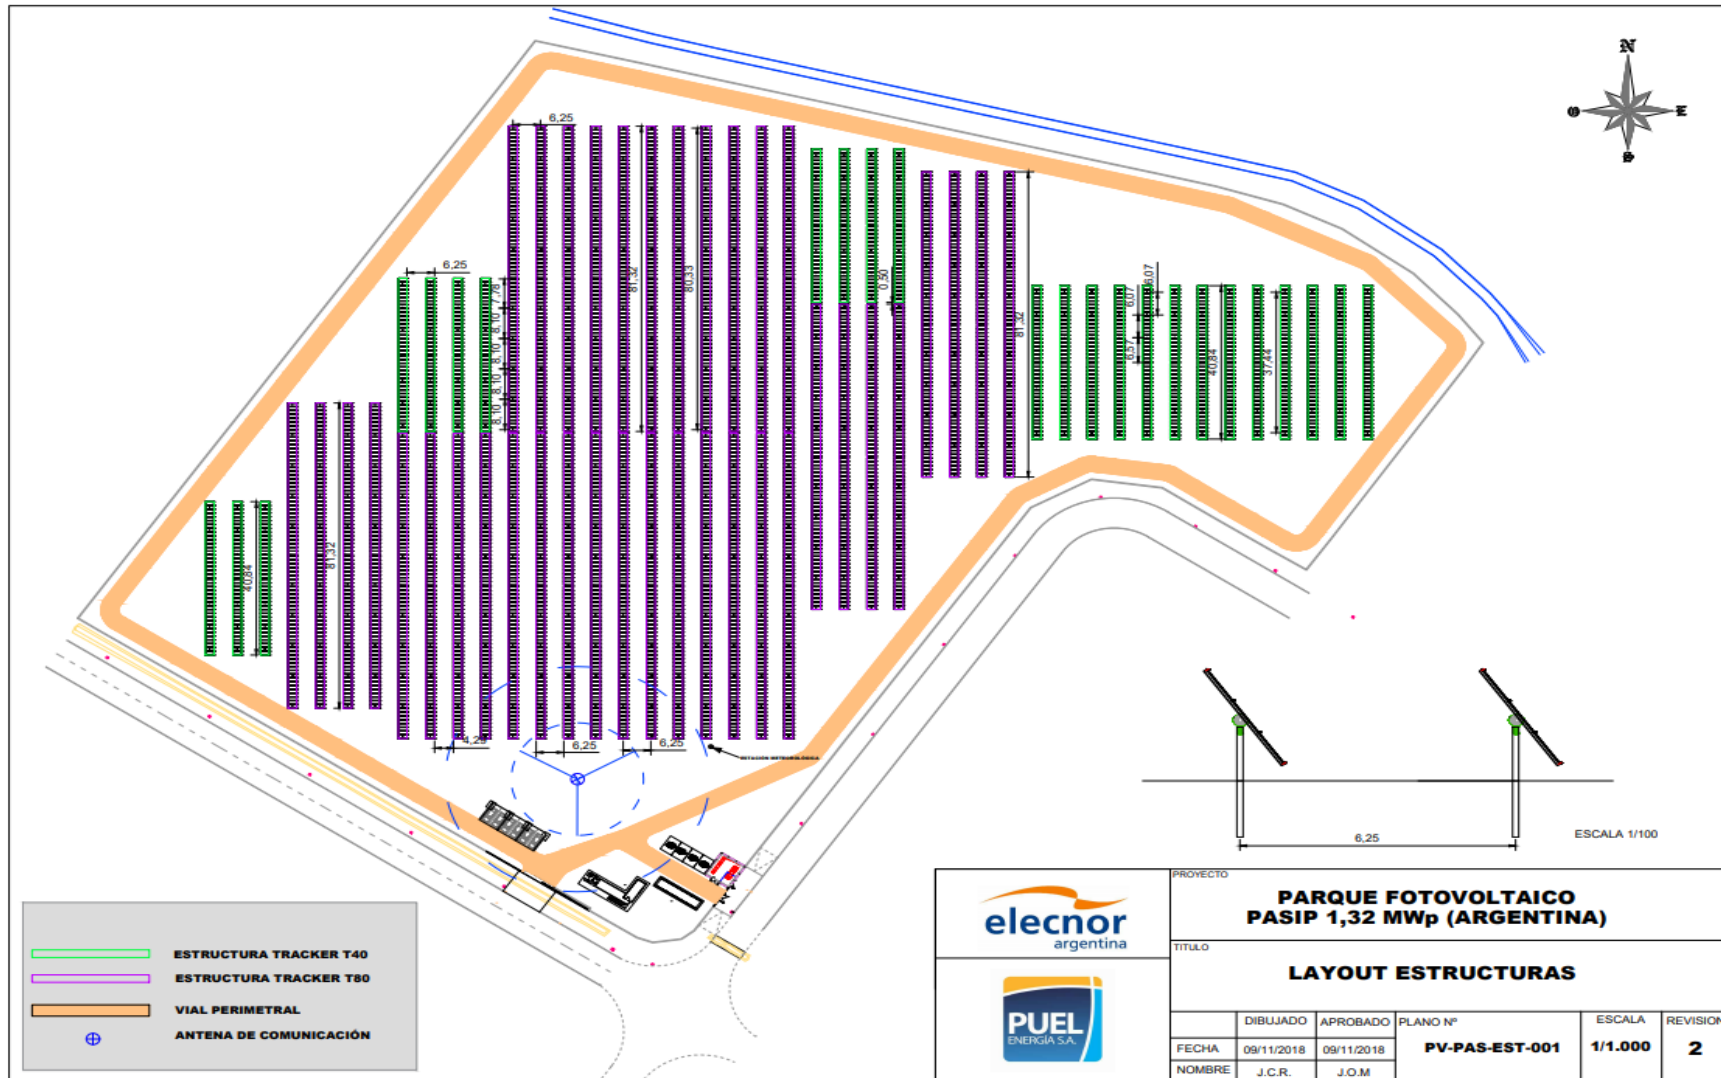 N
O
E
S
6,25
81,32
80,33
0,50
81,32
6,25
7,78
8,10
8,10
8,10
8,10
6,07
6,07
6,57
40,84
37,44
81,32
40,84
4,25
6,25
6,25
ESTACIÓN METEOROLÓGICA
6,25
ESCALA 1/100
ESTRUCTURA TRACKER T40
ESTRUCTURA TRACKER T80
VIAL PERIMETRAL
ANTENA DE COMUNICACIÓN
elecnor
argentina
PUEL
ENERGÍA S.A.
PROYECTO
PARQUE FOTOVOLTAICO
PASIP 1,32 MWp (ARGENTINA)
TITULO
LAYOUT ESTRUCTURAS
DIBUJADO APROBADO PLANO Nº ESCALA REVISION
FECHA 09/11/2018 09/11/2018 PV-PAS-EST-001 1/1.000 2
NOMBRE J.C.R. J.O.M